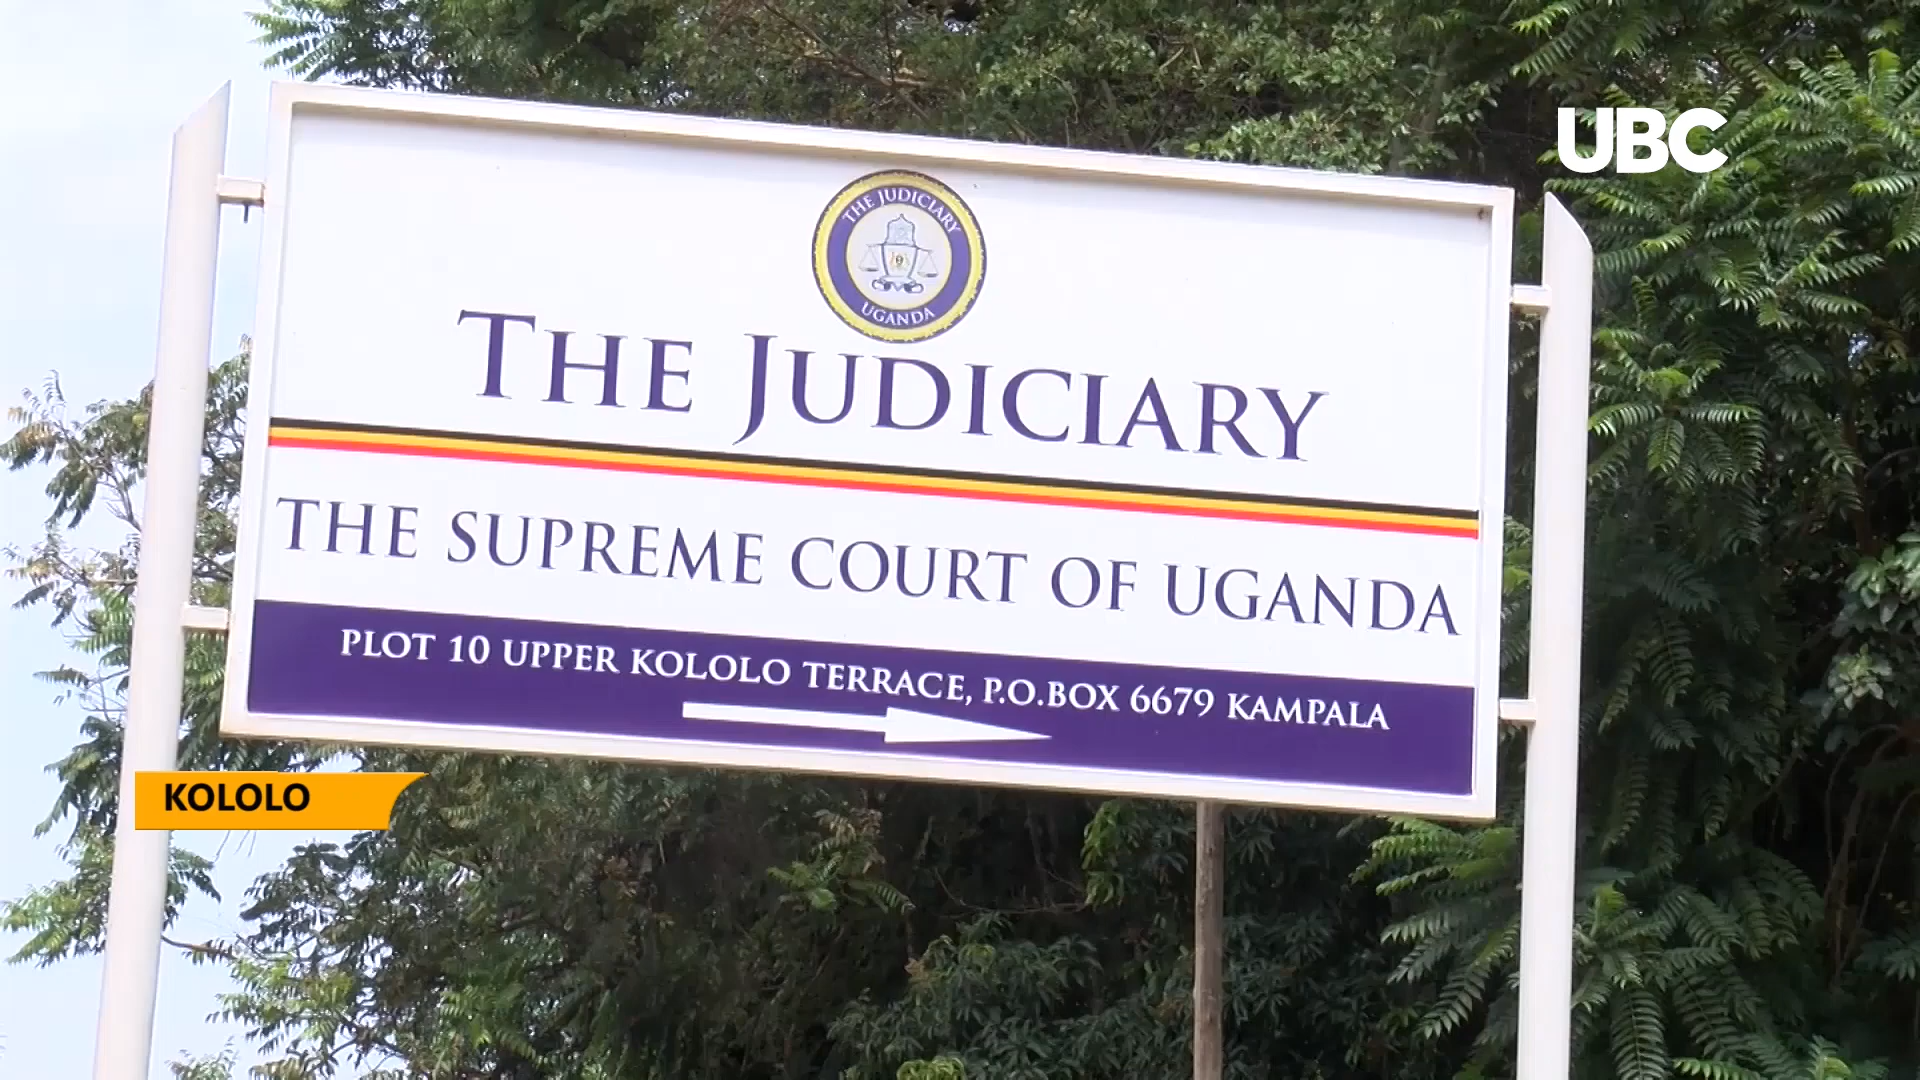 UBC
THE JUDICIARY
UGANDA
THE JUDICIARY
THE SUPREME COURT OF UGANDA
PLOT 10 UPPER KOLOLO TERRACE, P.O.BOX 6679 KAMPALA
KOLOLO